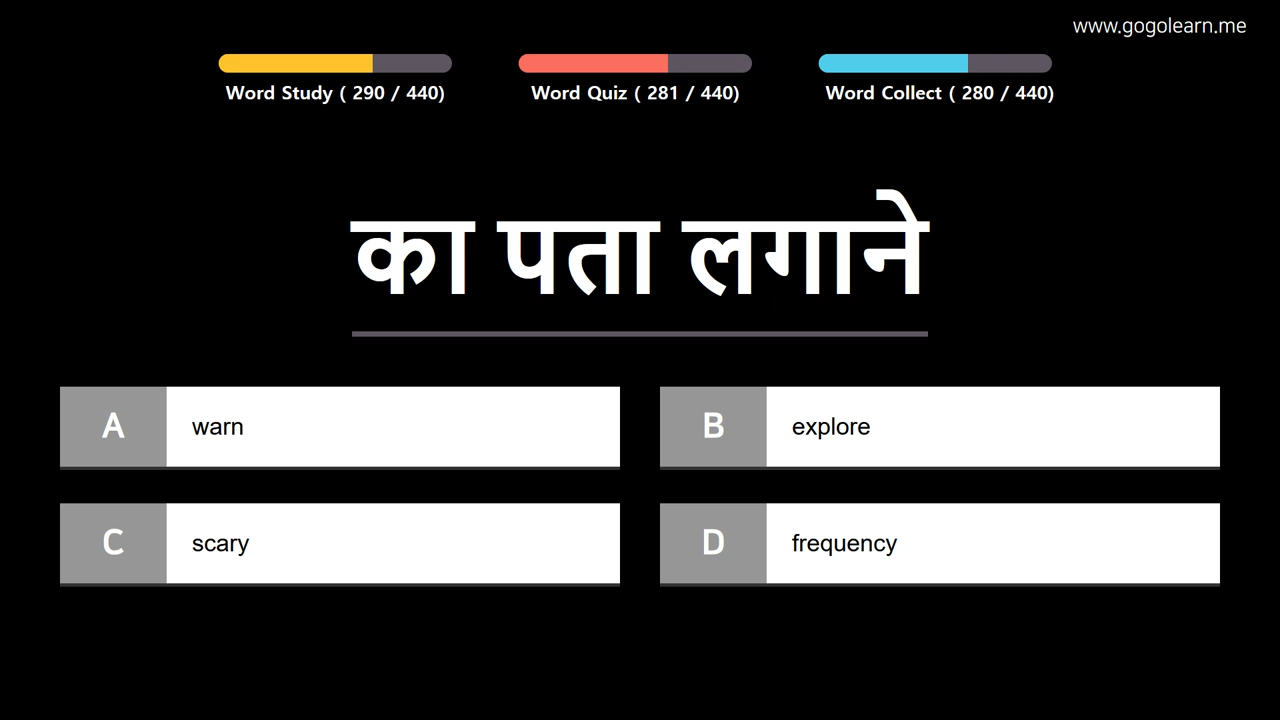 www.gogolearn.me
Word Study ( 290 / 440)
Word Quiz ( 281 / 440)
Word Collect ( 280 / 440)
का पता लगाने
A
warn
B
explore
C
scary
D
frequency